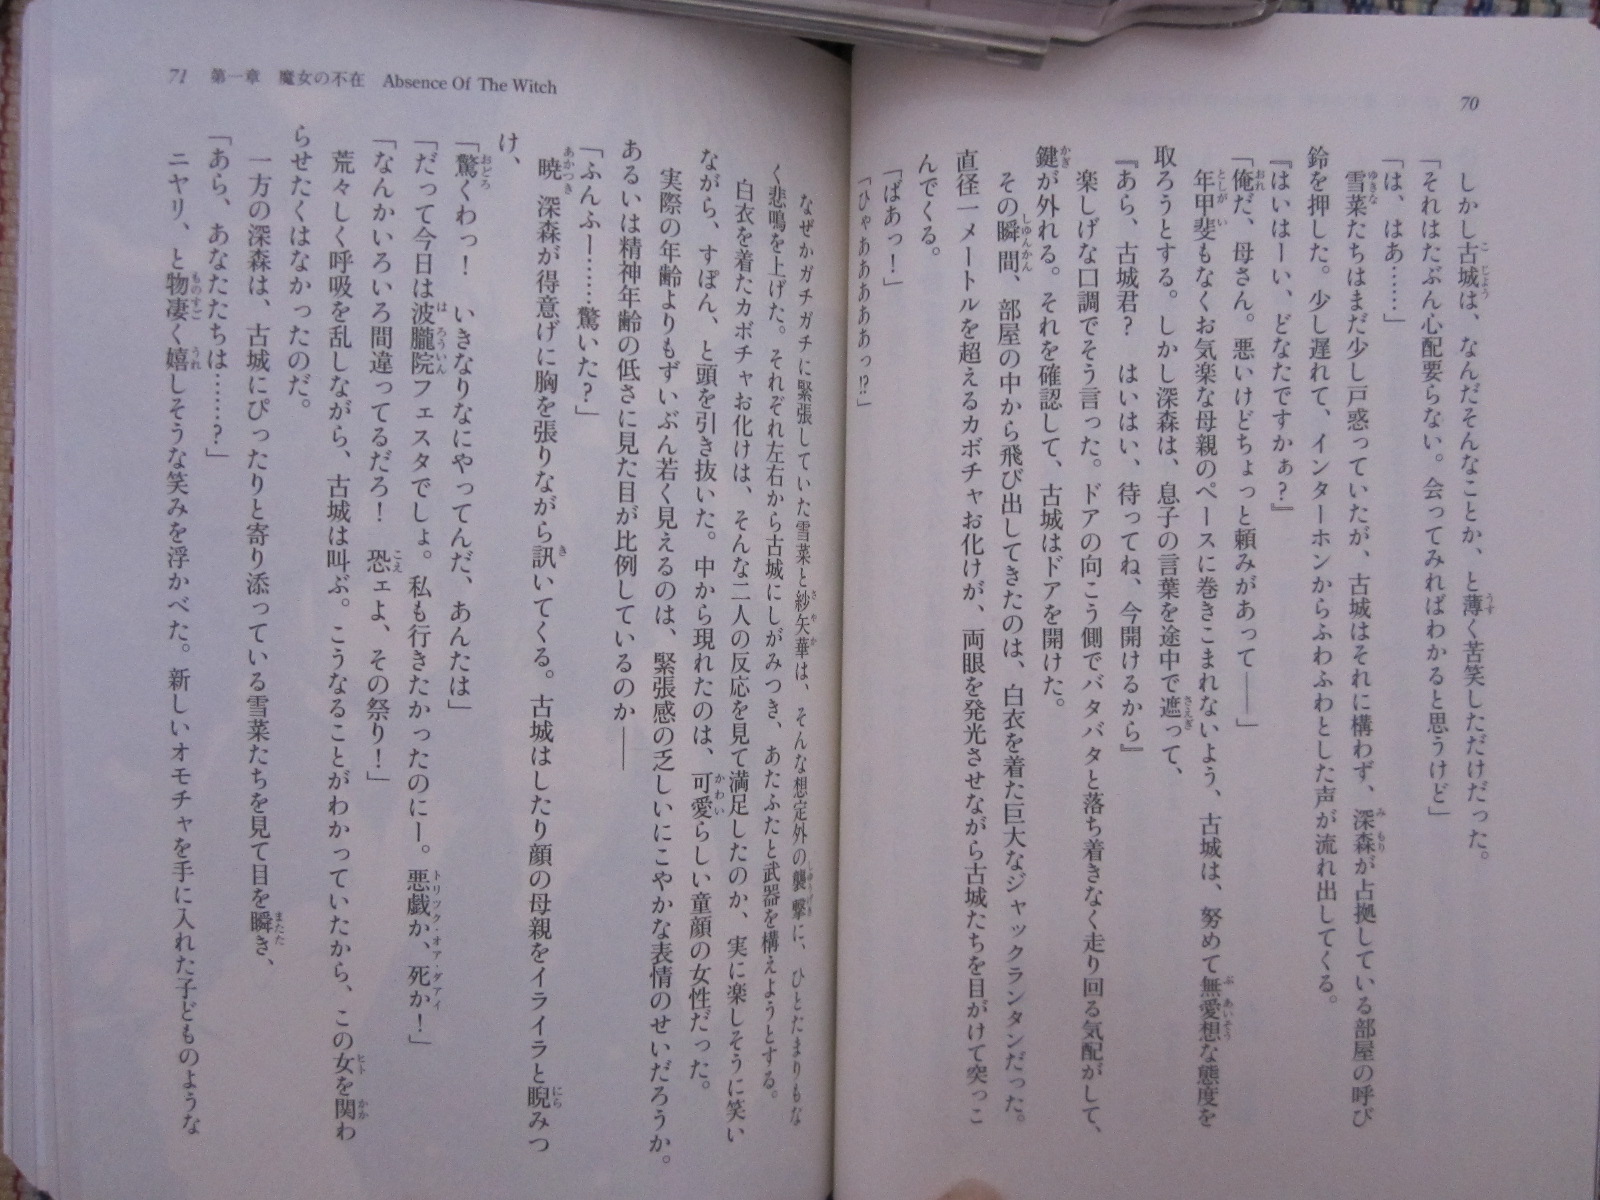 70
しかし古城は、なんだそんなことか、と薄く苦笑しただけだった。
「それはたぶん心配要らない。会ってみればわかると思うけど」
「は、はあ……」
雪菜たちはまだ少し戸惑っていたが、古城はそれに構わず、深森が占拠している部屋の呼び
鈴を押した。少し遅れて、インターホンからふわふわとした声が流れ出してくる。
『はいはーい、どなたですかぁ？』
「俺だ、母さん。悪いけどちょっと頼みがあって――」
年甲斐もなくお気楽な母親のペースに巻きこまれないよう、古城は、努めて無愛想な態度を
取ろうとする。しかし深森は、息子の言葉を途中で遮って、
『あら、古城君？　はいはい、待ってね、今開けるから』
楽しげな口調でそう言った。ドアの向こう側でバタバタと落ち着きなく走り回る気配がして、
鍵が外れる。それを確認して、古城はドアを開けた。
その瞬間、部屋の中から飛び出してきたのは、白衣を着た巨大なジャックランタンだった。
直径一メートルを超えるカボチャお化けが、両眼を発光させながら古城たちを目がけて突っこ
んでくる。
「ばあっ！」
「ひゃああああっ!?」
71　第一章　魔女の不在　Absence Of The Witch
なぜかガチガチに緊張していた雪菜と紗矢華は、そんな想定外の襲撃に、ひとたまりもな
く悲鳴を上げた。それぞれ左右から古城にしがみつき、あたふたと武器を構えようとする。
白衣を着たカボチャお化けは、そんな二人の反応を見て満足したのか、実に楽しそうに笑い
ながら、すぽん、と頭を引き抜いた。中から現れたのは、可愛らしい童顔の女性だった。
実際の年齢よりもずいぶん若く見えるのは、緊張感の乏しいにこやかな表情のせいだろうか。
あるいは精神年齢の低さに見た目が比例しているのか――
「ふんふー……驚いた？」
暁深森が得意げに胸を張りながら訊いてくる。古城はしたり顔の母親をイライラと睨みつ
け、
「驚くわっ！　いきなりなにやってんだ、あんたは」
「だって今日は波朧院フェスタでしょ。私も行きたかったのにー。悪戯か、死か！」
「なんかいろいろ間違ってるだろ！　恐ェよ、その祭り！」
荒々しく呼吸を乱しながら、古城は叫ぶ。こうなることがわかっていたから、この女を関わ
らせたくはなかったのだ。
一方の深森は、古城にぴったりと寄り添っている雪菜たちを見て目を瞬き、
「あら、あなたたちは……？」
ニヤリ、と物凄く嬉しそうな笑みを浮かべた。新しいオモチャを手に入れた子どものような